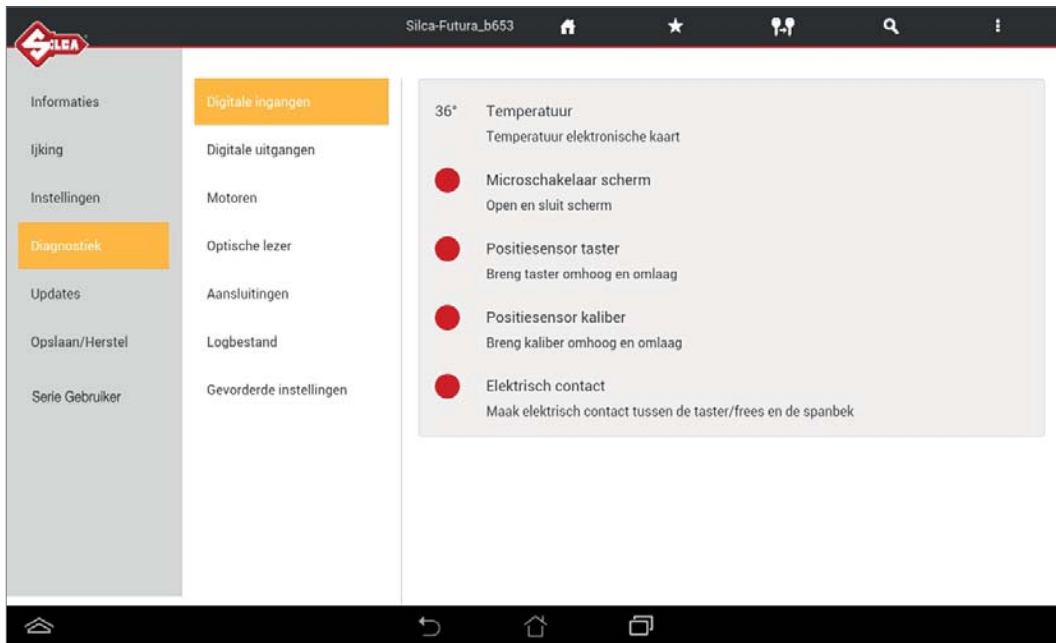 Silca-Futura_b653
SILCA
Informaties
Ijking
Instellingen
Diagnostiek
Updates
Opslaan/Herstel
Serie Gebruiker
Digitale ingangen
Digitale uitgangen
Motoren
Optische lezer
Aansluitingen
Logbestand
Gevorderde instellingen
36° Temperatuur
Temperatuur elektronische kaart
Microschakelaar scherm
Open en sluit scherm
Positiesensor taster
Breng taster omhoog en omlaag
Positiesensor kaliber
Breng kaliber omhoog en omlaag
Elektrisch contact
Maak elektrisch contact tussen de taster/frees en de spanbek